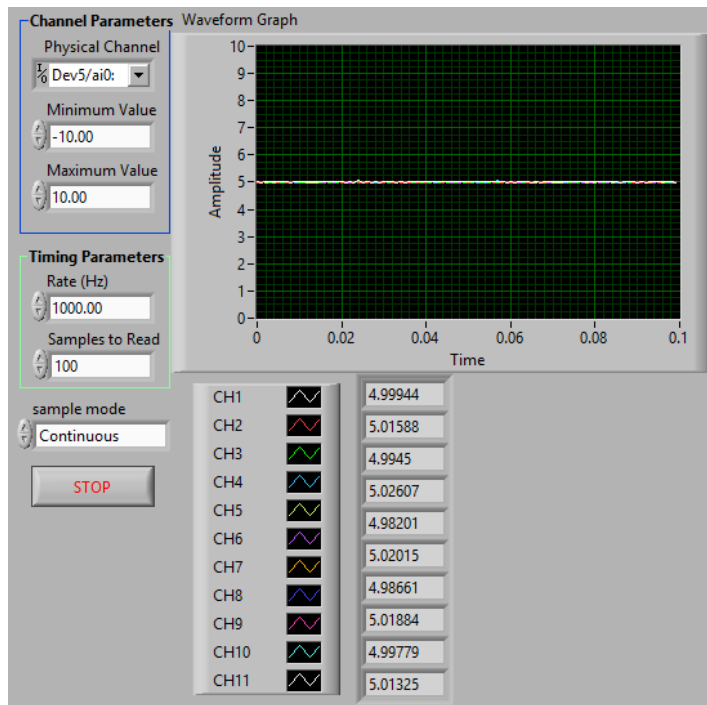 Channel Parameters
Physical Channel
I/O Dev5/ai0:
Minimum Value
-10.00
Maximum Value
10.00
Timing Parameters
Rate (Hz)
1000.00
Samples to Read
100
sample mode
Continuous
STOP
Waveform Graph
Amplitude
10
9
8
7
6
5
4
3
2
1
0
0 0.02 0.04 0.06 0.08 0.1
Time
CH1
CH2
CH3
CH4
CH5
CH6
CH7
CH8
CH9
CH10
CH11
4.99944
5.01588
4.9945
5.02607
4.98201
5.02015
4.98661
5.01884
4.99779
5.01325